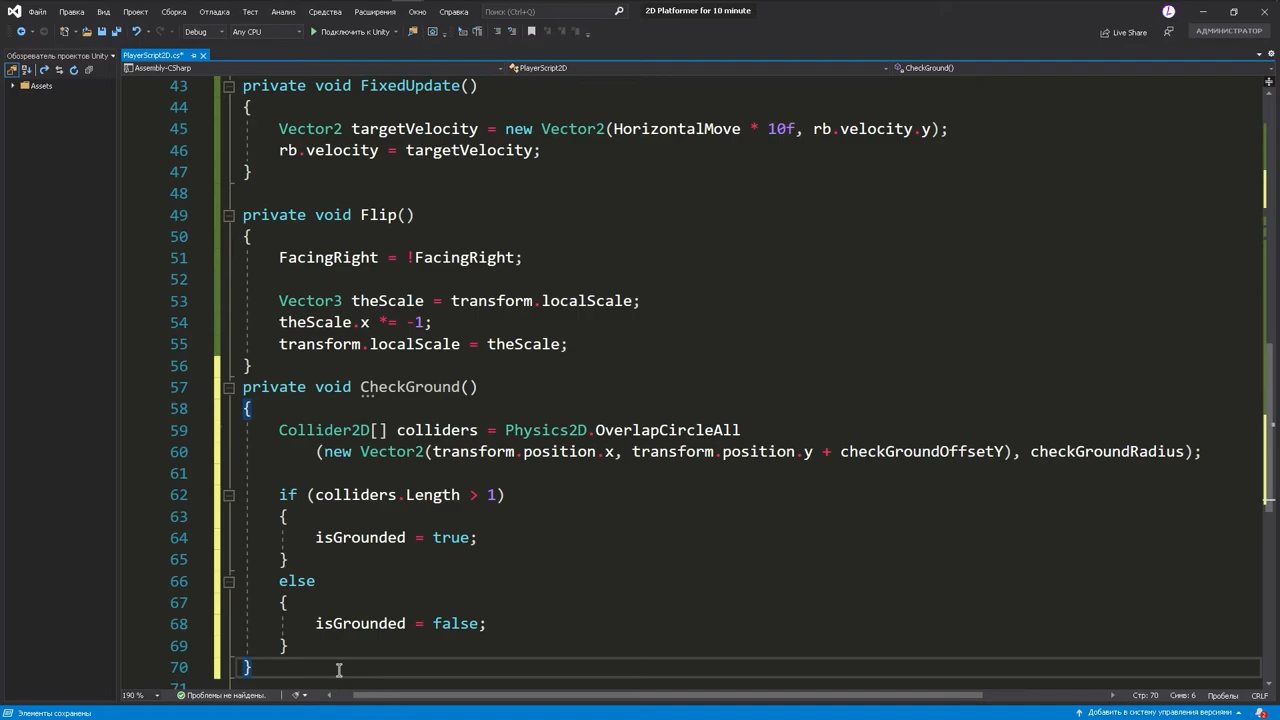 Файл Правка Вид Git Проект Сборка Отладка Тест Анализ Средства Расширения Окно Справка Поиск (Ctrl+Q) 2D Platformer for 10 minute L
Debug Any CPU Подключить к Unity Live Share АДМИНИСТРАТОР
Обозреватель проектов Unity PlayerScript2D.cs*
Assembly-CSharp PlayerScript2D CheckGround()
Assets
43 private void FixedUpdate()
44 {
45 Vector2 targetVelocity = new Vector2(HorizontalMove * 10f, rb.velocity.y);
46 rb.velocity = targetVelocity;
47 }
48
49 private void Flip()
50 {
51 FacingRight = !FacingRight;
52
53 Vector3 theScale = transform.localScale;
54 theScale.x *= -1;
55 transform.localScale = theScale;
56 }
57 private void CheckGround()
58 {
59 Collider2D[] colliders = Physics2D.OverlapCircleAll
60 (new Vector2(transform.position.x, transform.position.y + checkGroundOffsetY), checkGroundRadius);
61
62 if (colliders.Length > 1)
63 {
64 isGrounded = true;
65 }
66 else
67 {
68 isGrounded = false;
69 }
70 }
71
190 % Проблемы не найдены. Стр: 70 Симв: 6 Пробелы CRLF
Элементы сохранены Добавить в систему управления версиями 2